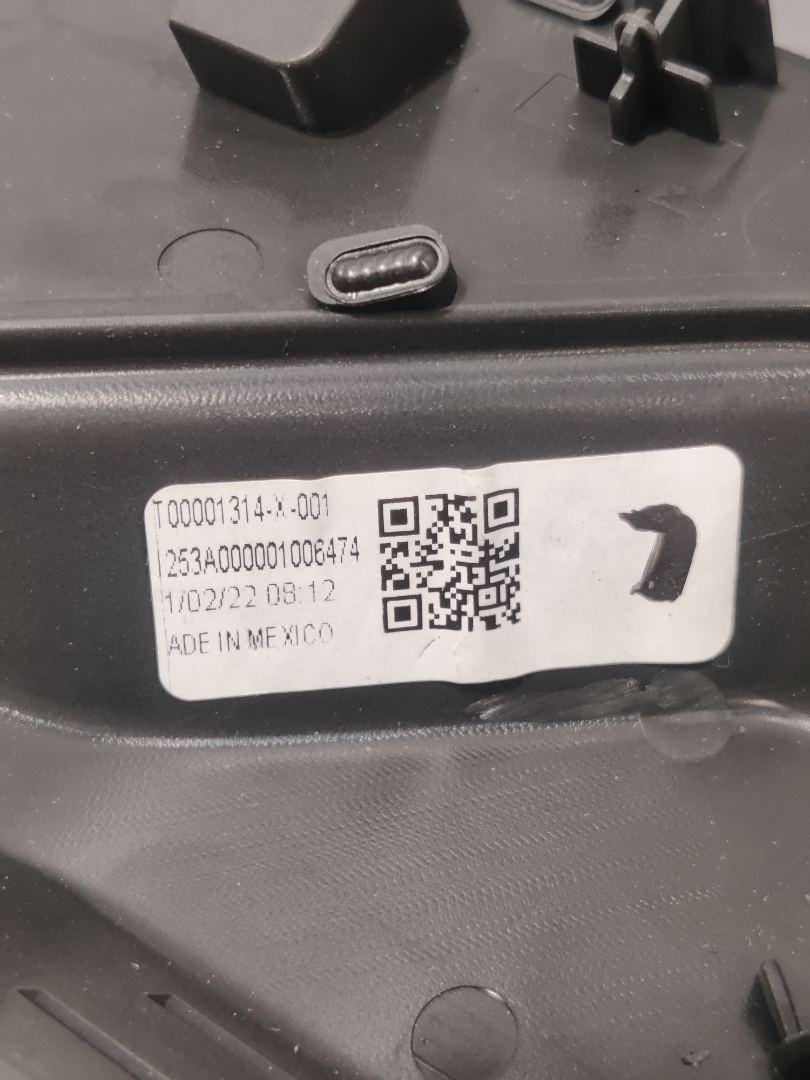 T00001314-X-001
253A000001006474
1/02/22 08:12
ADE IN MEXICO